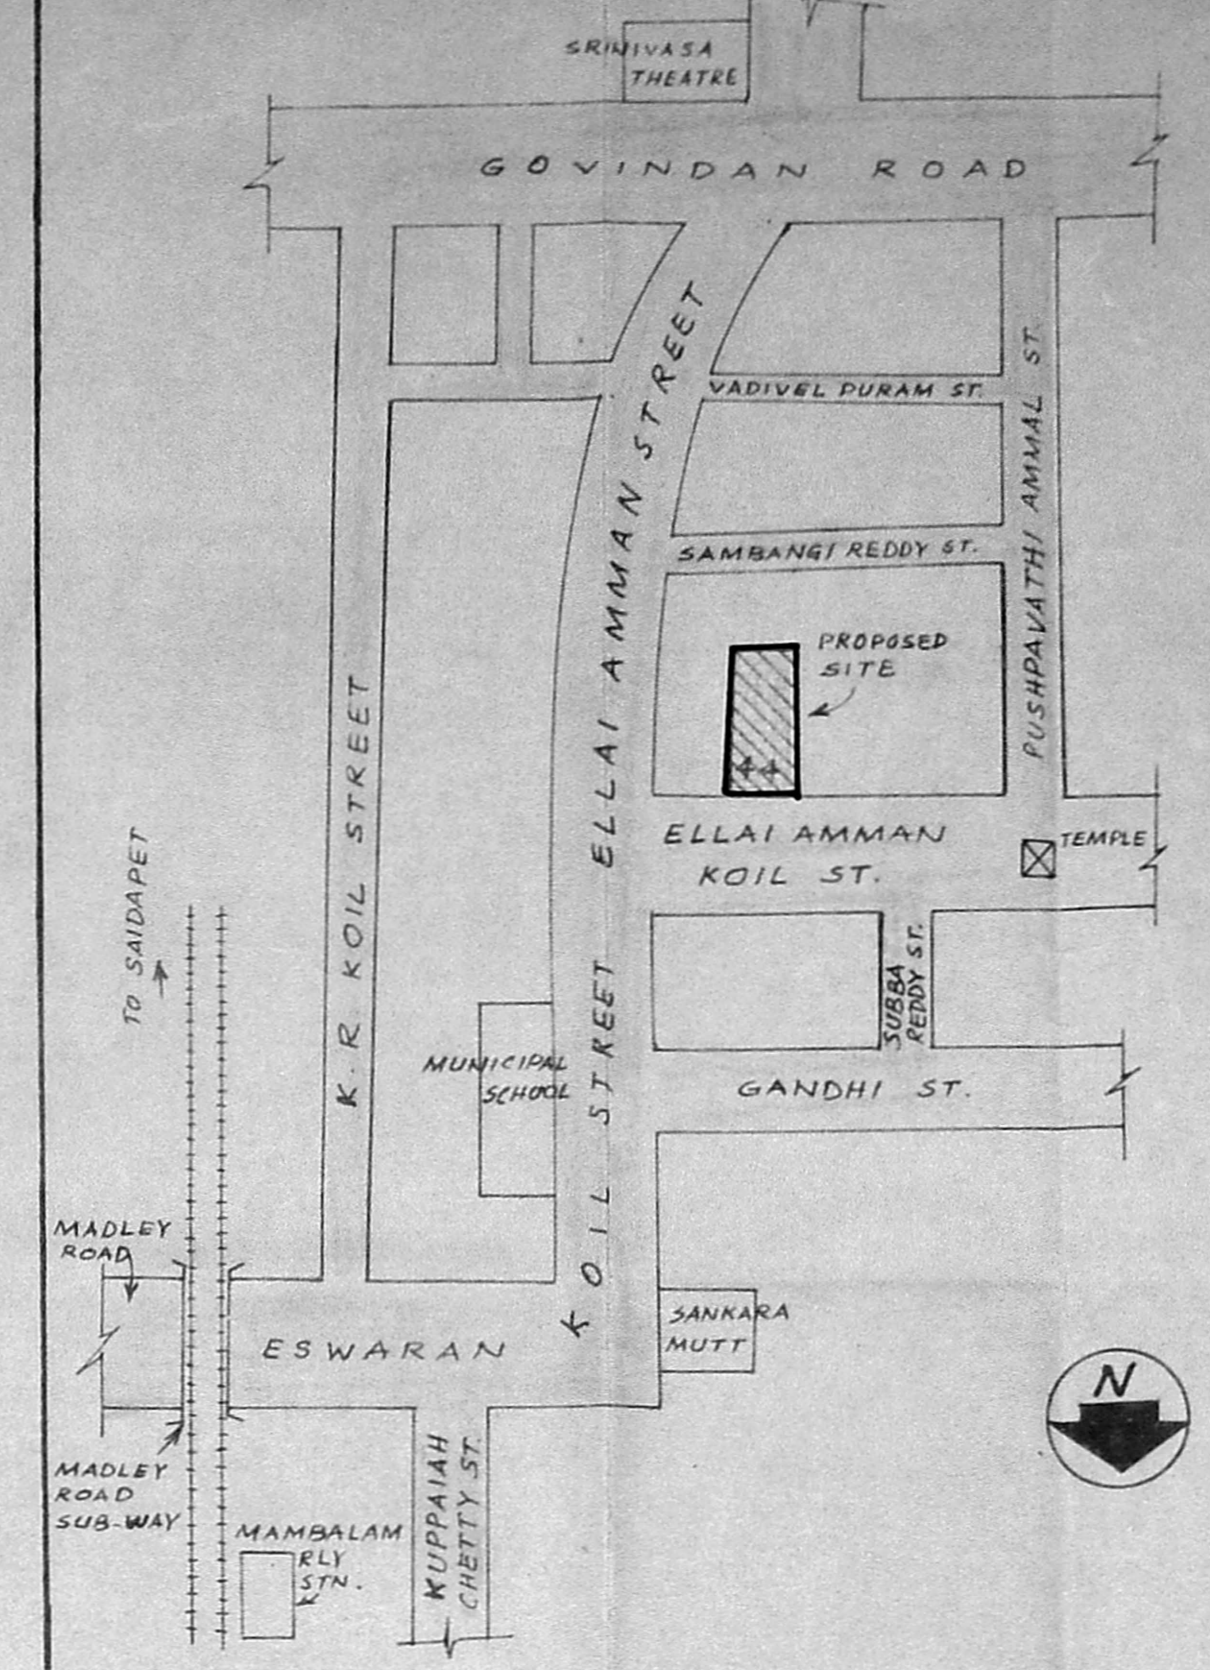 SRINIVASA
THEATRE
GOVINDAN ROAD
VADIVEL PURAM ST.
SAMBANGI REDDY ST.
PUSHPAVATHI AMMAL ST.
PROPOSED
SITE
ELLAI AMMAN STREET
K.R KOIL STREET
ELLAI AMMAN
KOIL ST.
TEMPLE
TO SAIDAPET
SUBBA
REDDY ST.
MUNICIPAL
SCHOOL
GANDHI ST.
KOIL STREET
MADLEY
ROAD
ESWARAN
SANKARA
MUTT
N
MADLEY
ROAD
SUB-WAY
MAMBALAM
RLY
STN.
KUPPAIAH
CHETTY ST.